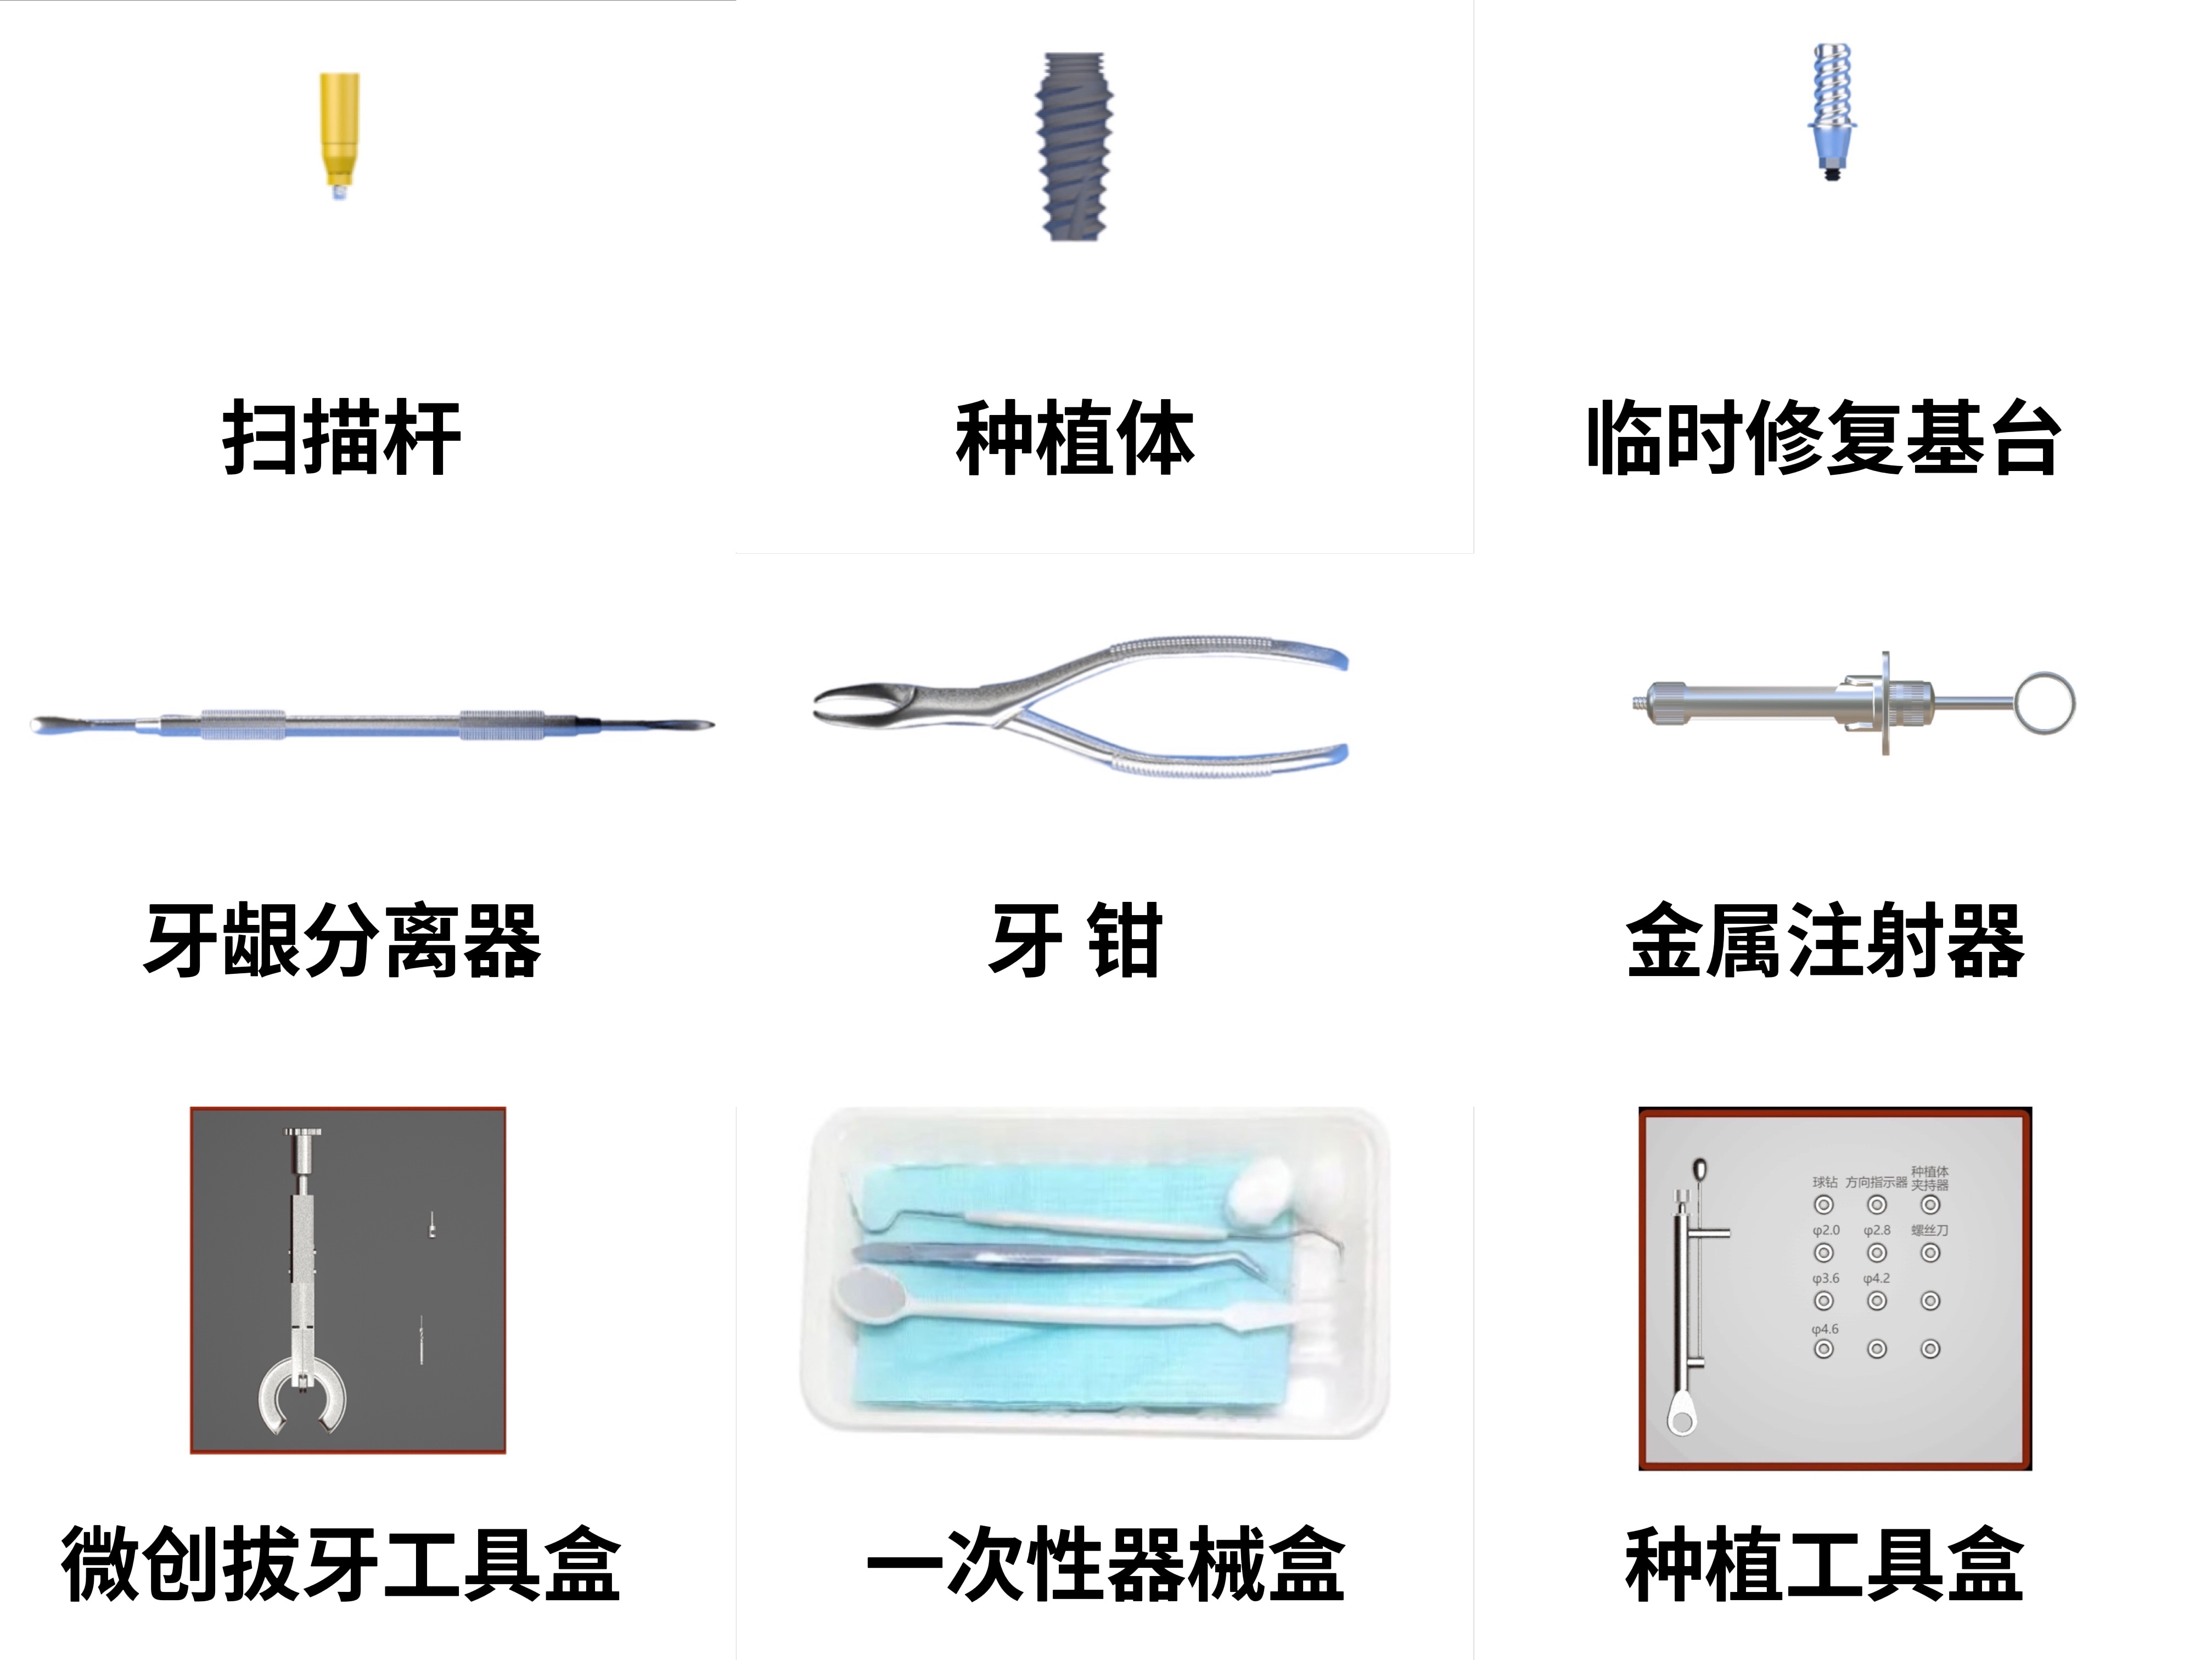 扫描杆
种植体
临时修复基台
牙龈分离器
牙 钳
金属注射器
种植体
球钻 方向指示器 夹持器
φ2.0 φ2.8 螺丝刀
φ3.6 φ4.2
φ4.6
微创拔牙工具盒
一次性器械盒
种植工具盒